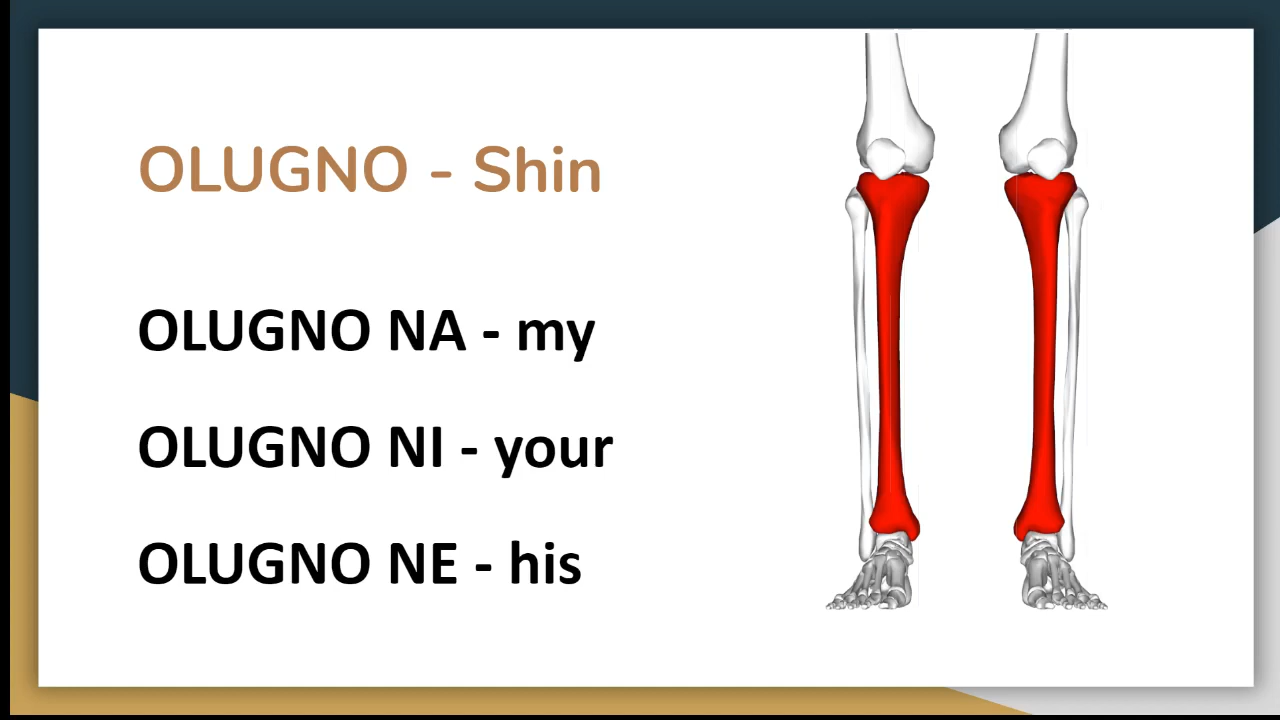 OLUGNO - Shin
OLUGNO NA - my
OLUGNO NI - your
OLUGNO NE - his